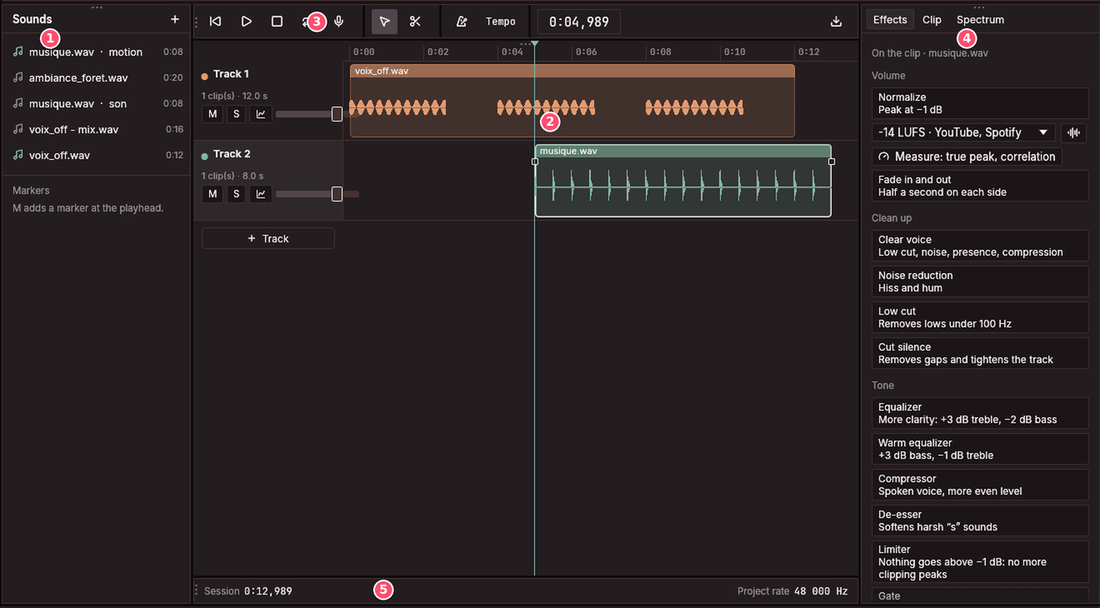 Sounds
+
1
musique.wav · motion 0:08
ambiance_foret.wav 0:20
musique.wav · son 0:08
voix_off - mix.wav 0:16
voix_off.wav 0:12
Markers
M adds a marker at the playhead.
3
Tempo
0:04,989
0:00 0:02 0:04 0:06 0:08 0:10 0:12
Track 1
1 clip(s) · 12.0 s
M S
voix_off.wav
2
Track 2
1 clip(s) · 8.0 s
M S
musique.wav
+ Track
Session 0:12,989
5
Project rate 48 000 Hz
Effects Clip Spectrum
4
On the clip · musique.wav
Volume
Normalize
Peak at −1 dB
-14 LUFS · YouTube, Spotify
Measure: true peak, correlation
Fade in and out
Half a second on each side
Clean up
Clear voice
Low cut, noise, presence, compression
Noise reduction
Hiss and hum
Low cut
Removes lows under 100 Hz
Cut silence
Removes gaps and tightens the track
Tone
Equalizer
More clarity: +3 dB treble, −2 dB bass
Warm equalizer
+3 dB bass, −1 dB treble
Compressor
Spoken voice, more even level
De-esser
Softens harsh “s” sounds
Limiter
Nothing goes above −1 dB: no more
clipping peaks
Gate